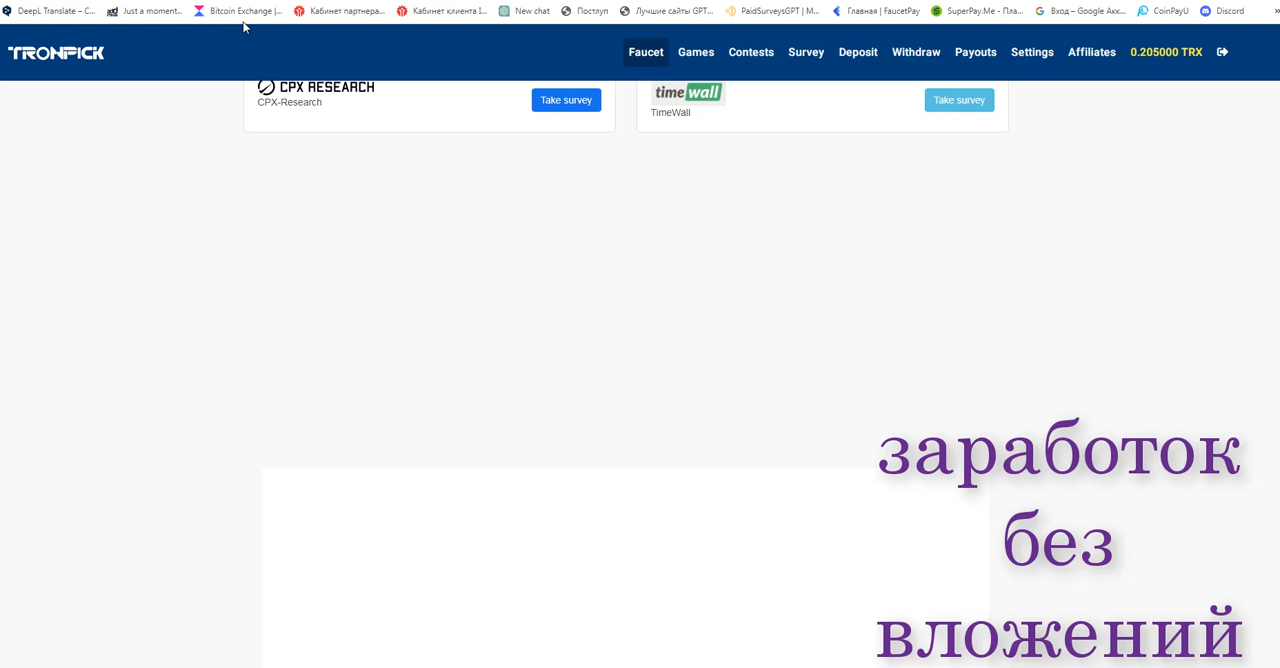 DeepL Translate – C...
Just a moment...
Bitcoin Exchange |...
Кабинет партнера...
Кабинет клиента I...
New chat
Постлуп
Лучшие сайты GPT...
PaidSurveysGPT | M...
Главная | FaucetPay
SuperPay.Me - Пла...
Вход – Google Акк...
CoinPayU
Discord
»
TRONPICK
Faucet
Games
Contests
Survey
Deposit
Withdraw
Payouts
Settings
Affiliates
0.205000 TRX
CPX RESEARCH
CPX-Research
Take survey
time wall
TimeWall
Take survey
заработок
без
вложений